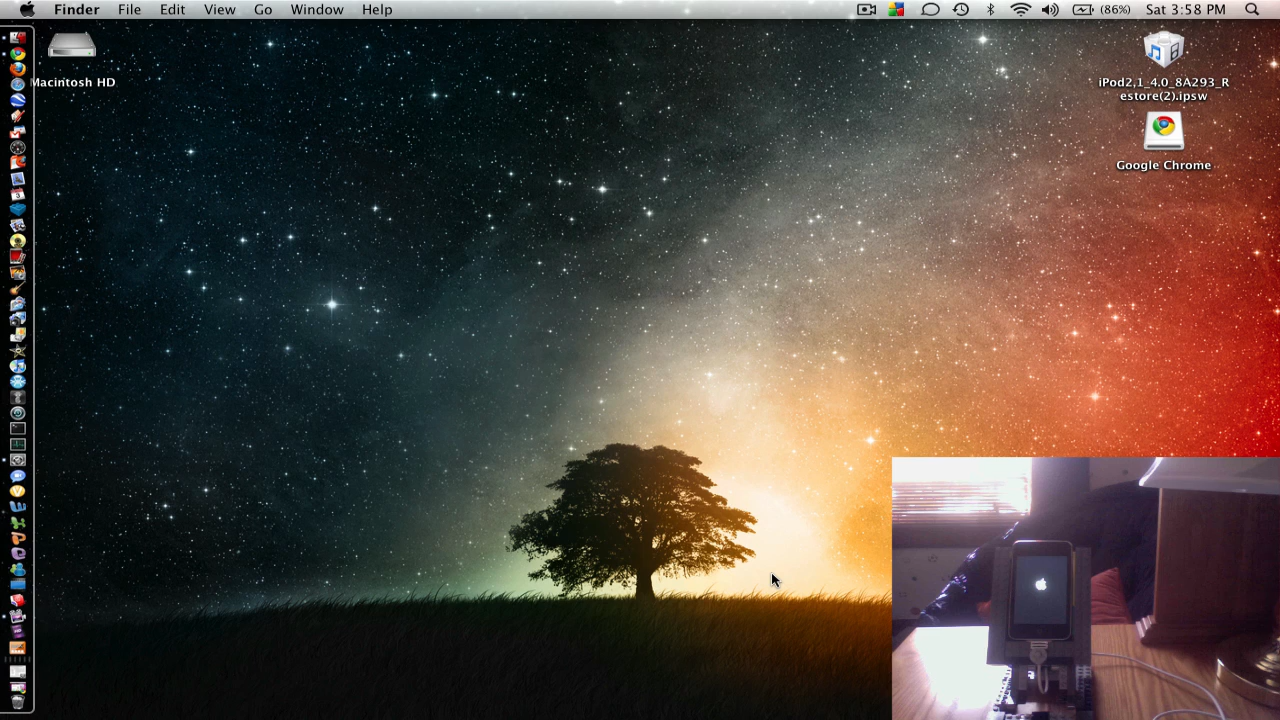 Finder File Edit View Go Window Help
(86%) Sat 3:58 PM
Macintosh HD
iPod2,1_4.0_8A293_R
estore(2).ipsw
Google Chrome